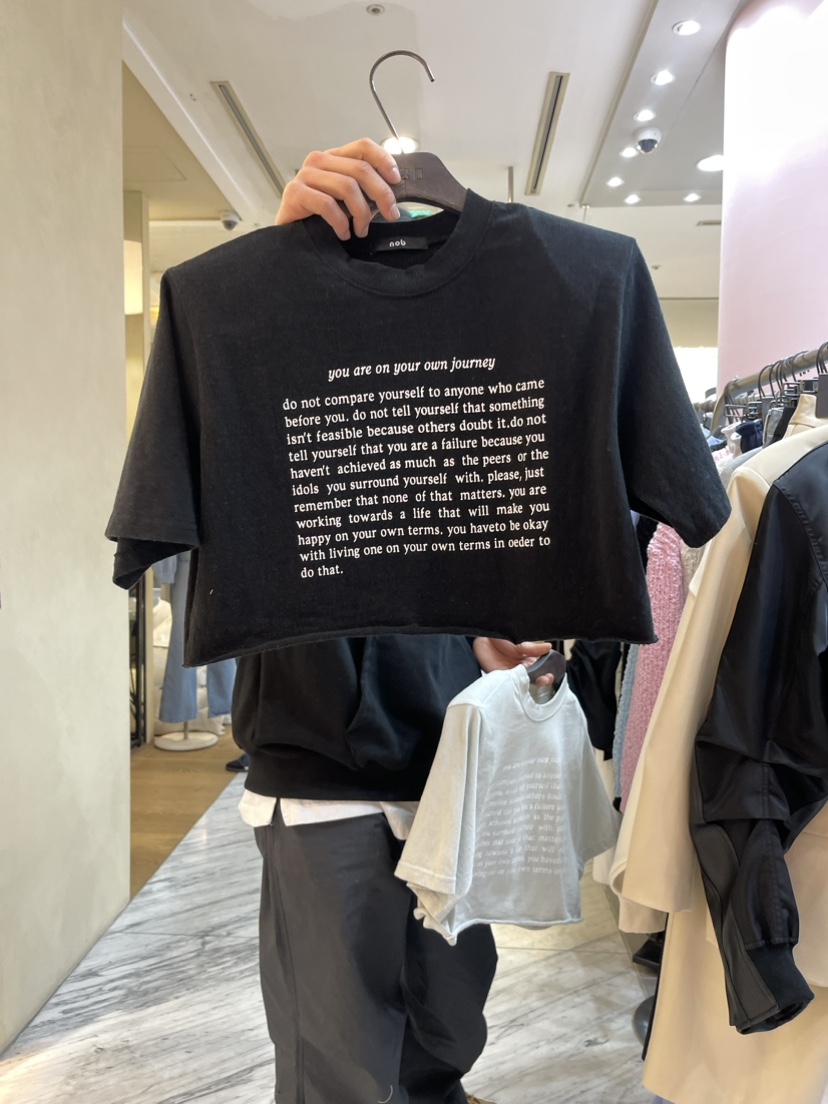 nob
you are on your own journey
do not compare yourself to anyone who came
before you. do not tell yourself that something
isn't feasible because others doubt it.do not
tell yourself that you are a failure because you
haven't achieved as much as the peers or the
idols you surround yourself with. please, just
remember that none of that matters. you are
working towards a life that will make you
happy on your own terms. you haveto be okay
with living one on your own terms in oeder to
do that.